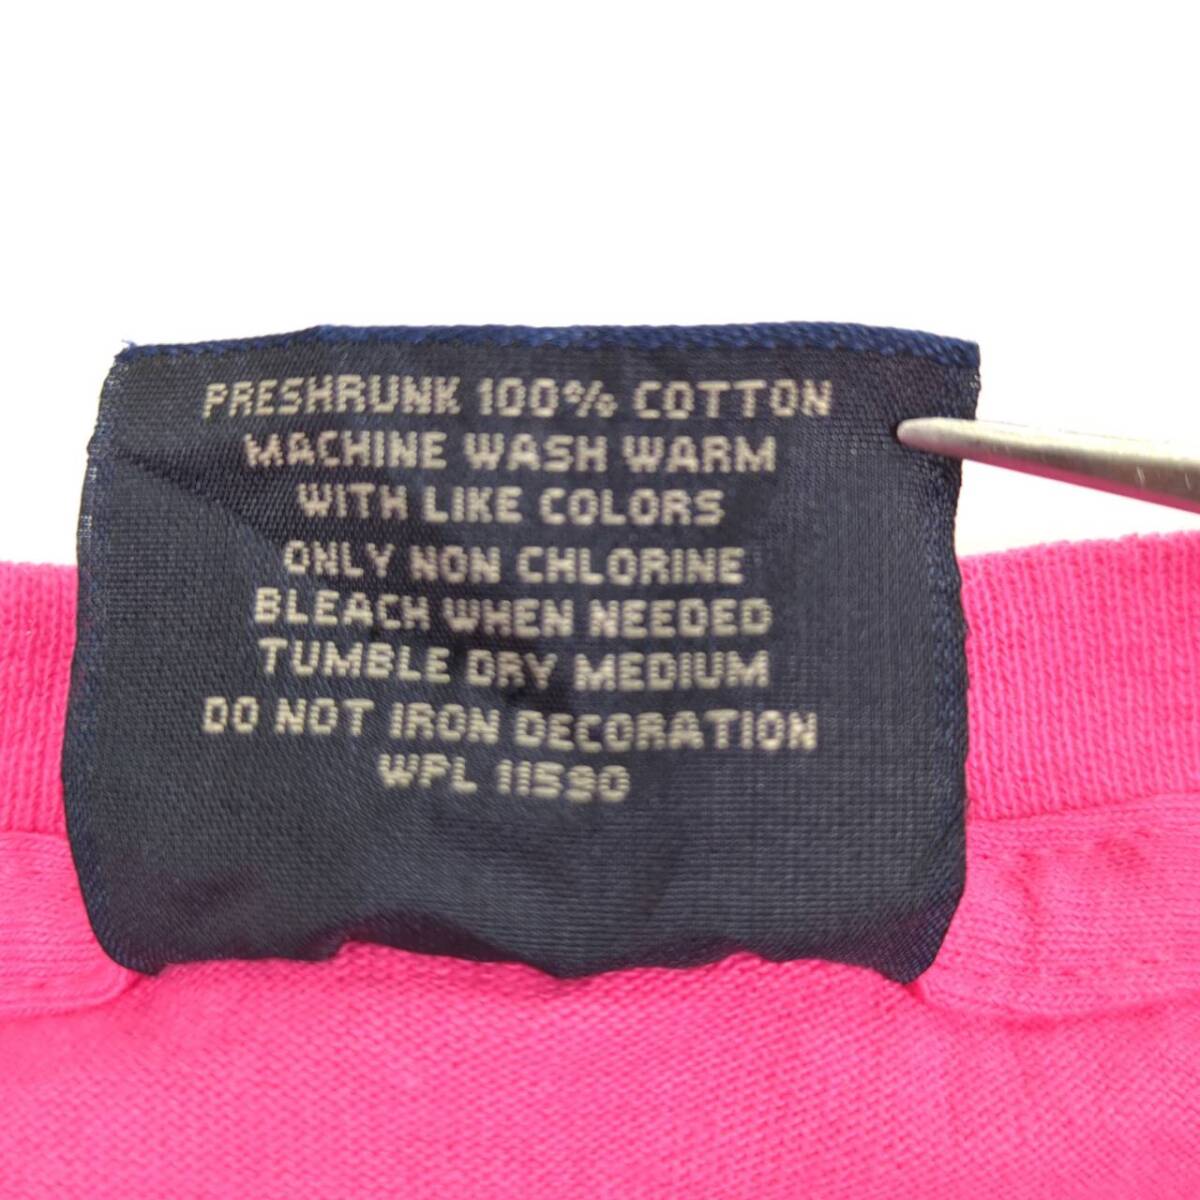 PRESHRUNK 100% COTTON
MACHINE WASH WARM
WITH LIKE COLORS
ONLY NON CHLORINE
BLEACH WHEN NEEDED
TUMBLE DRY MEDIUM
DO NOT IRON DECORATION
WPL 11590